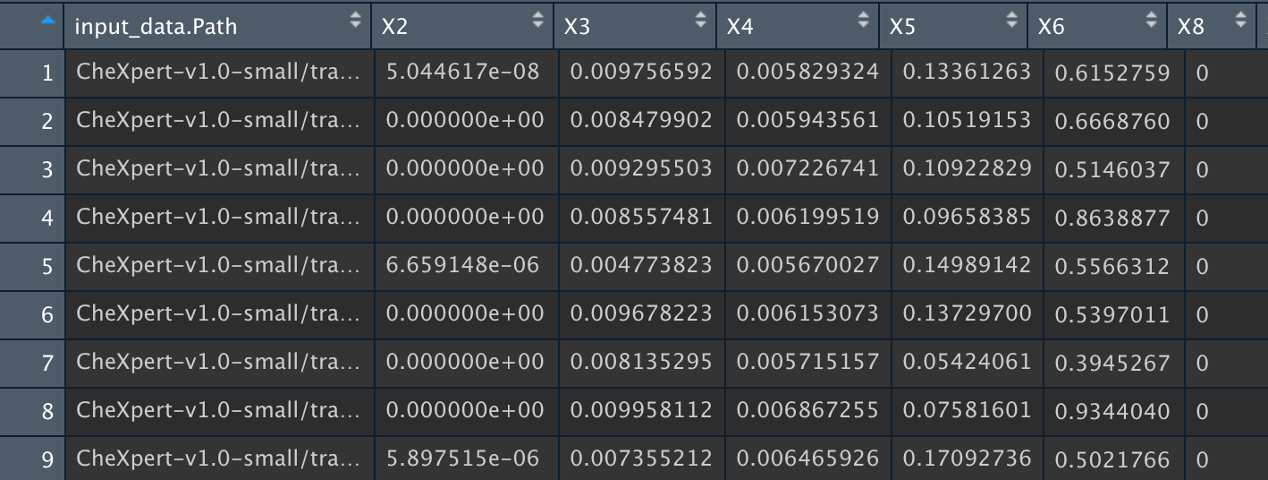 input_data.Path X2 X3 X4 X5 X6 X8
1 CheXpert-v1.0-small/tra... 5.044617e-08 0.009756592 0.005829324 0.13361263 0.6152759 0
2 CheXpert-v1.0-small/tra... 0.000000e+00 0.008479902 0.005943561 0.10519153 0.6668760 0
3 CheXpert-v1.0-small/tra... 0.000000e+00 0.009295503 0.007226741 0.10922829 0.5146037 0
4 CheXpert-v1.0-small/tra... 0.000000e+00 0.008557481 0.006199519 0.09658385 0.8638877 0
5 CheXpert-v1.0-small/tra... 6.659148e-06 0.004773823 0.005670027 0.14989142 0.5566312 0
6 CheXpert-v1.0-small/tra... 0.000000e+00 0.009678223 0.006153073 0.13729700 0.5397011 0
7 CheXpert-v1.0-small/tra... 0.000000e+00 0.008135295 0.005715157 0.05424061 0.3945267 0
8 CheXpert-v1.0-small/tra... 0.000000e+00 0.009958112 0.006867255 0.07581601 0.9344040 0
9 CheXpert-v1.0-small/tra... 5.897515e-06 0.007355212 0.006465926 0.17092736 0.5021766 0